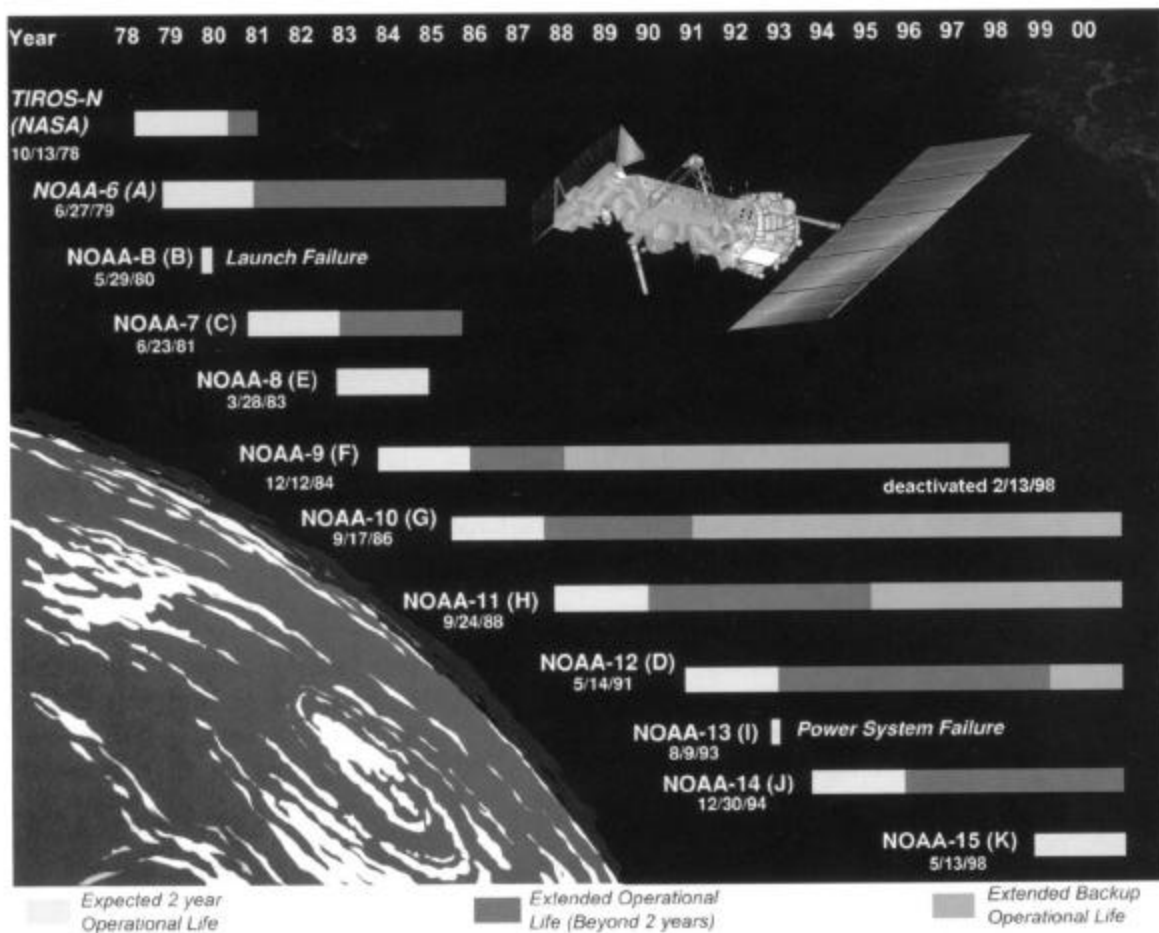 Year 78 79 80 81 82 83 84 85 86 87 88 89 90 91 92 93 94 95 96 97 98 99 00
TIROS-N
(NASA)
10/13/78
NOAA-6 (A)
6/27/79
NOAA-B (B) Launch Failure
5/29/80
NOAA-7 (C)
6/23/81
NOAA-8 (E)
3/28/83
NOAA-9 (F)
12/12/84
deactivated 2/13/98
NOAA-10 (G)
9/17/86
NOAA-11 (H)
9/24/88
NOAA-12 (D)
5/14/91
NOAA-13 (I) Power System Failure
8/9/93
NOAA-14 (J)
12/30/94
NOAA-15 (K)
5/13/98
Expected 2 year
Operational Life
Extended Operational
Life (Beyond 2 years)
Extended Backup
Operational Life